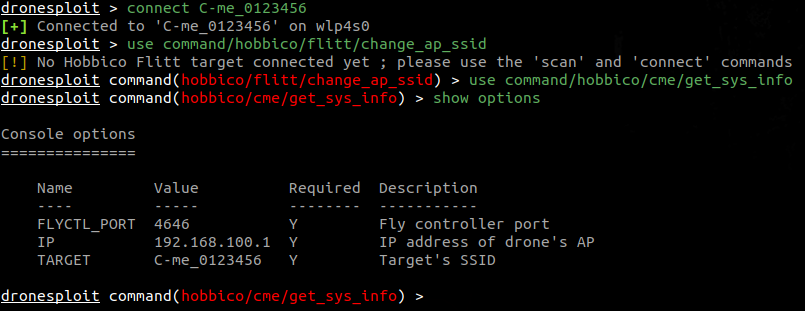 dronesploit > connect C-me_0123456
[+] Connected to 'C-me_0123456' on wlp4s0
dronesploit > use command/hobbico/flitt/change_ap_ssid
[!] No Hobbico Flitt target connected yet ; please use the 'scan' and 'connect' commands
dronesploit command(hobbico/flitt/change_ap_ssid) > use command/hobbico/cme/get_sys_info
dronesploit command(hobbico/cme/get_sys_info) > show options
Console options
===============
Name Value Required Description
---- ----- -------- -----------
FLYCTL_PORT 4646 Y Fly controller port
IP 192.168.100.1 Y IP address of drone's AP
TARGET C-me_0123456 Y Target's SSID
dronesploit command(hobbico/cme/get_sys_info) >